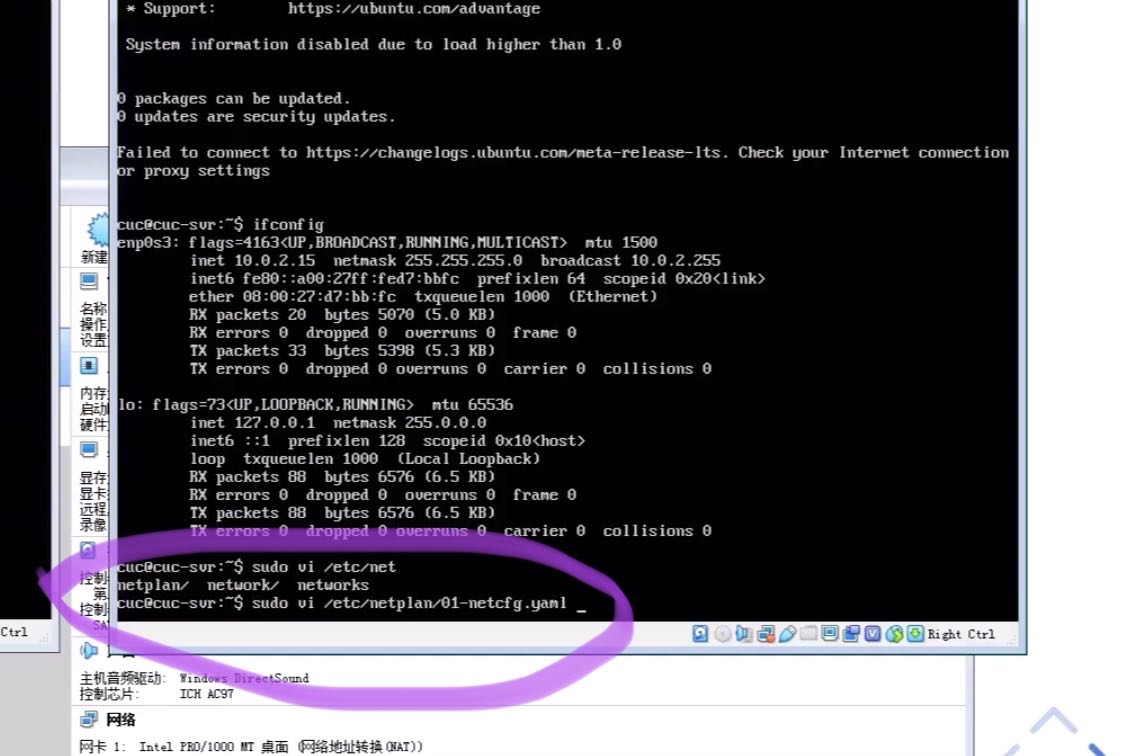 * Support:        https://ubuntu.com/advantage
System information disabled due to load higher than 1.0
0 packages can be updated.
0 updates are security updates.
Failed to connect to https://changelogs.ubuntu.com/meta-release-lts. Check your Internet connection
or proxy settings
cuc@cuc-svr:~$ ifconfig
enp0s3: flags=4163<UP,BROADCAST,RUNNING,MULTICAST>  mtu 1500
inet 10.0.2.15  netmask 255.255.255.0  broadcast 10.0.2.255
inet6 fe80::a00:27ff:fed7:bbfc  prefixlen 64  scopeid 0x20<link>
ether 08:00:27:d7:bb:fc  txqueuelen 1000  (Ethernet)
RX packets 20  bytes 5070 (5.0 KB)
RX errors 0  dropped 0  overruns 0  frame 0
TX packets 33  bytes 5398 (5.3 KB)
TX errors 0  dropped 0 overruns 0  carrier 0  collisions 0
lo: flags=73<UP,LOOPBACK,RUNNING>  mtu 65536
inet 127.0.0.1  netmask 255.0.0.0
inet6 ::1  prefixlen 128  scopeid 0x10<host>
loop  txqueuelen 1000  (Local Loopback)
RX packets 88  bytes 6576 (6.5 KB)
RX errors 0  dropped 0  overruns 0  frame 0
TX packets 88  bytes 6576 (6.5 KB)
TX errors 0  dropped 0 overruns 0  carrier 0  collisions 0
cuc@cuc-svr:~$ sudo vi /etc/net
netplan/  network/  networks
cuc@cuc-svr:~$ sudo vi /etc/netplan/01-netcfg.yaml _
Right Ctrl
Ctrl
新建
名称
操作
设置
内存
启动
硬件
显存
显卡
远程
录像
控制
第
控制
SA
主机音频驱动:  Windows DirectSound
控制芯片:  ICH AC97
网络
网卡 1:  Intel PRO/1000 MT 桌面 (网络地址转换(NAT))